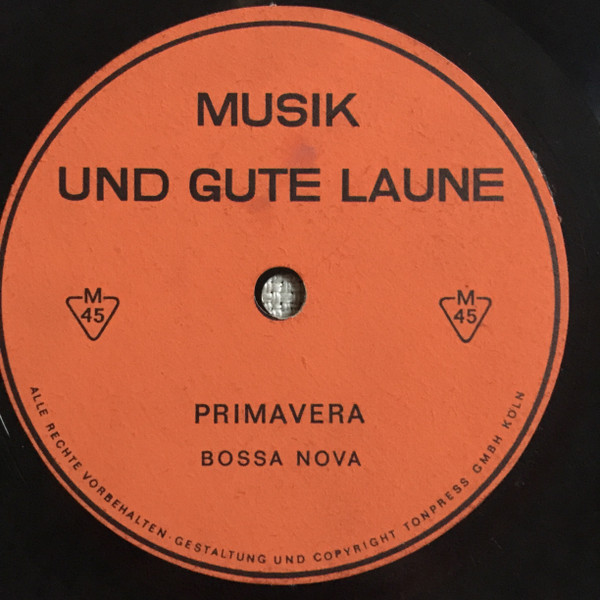 MUSIK
UND GUTE LAUNE
M
45
M
45
PRIMAVERA
BOSSA NOVA
ALLE RECHTE VORBEHALTEN · GESTALTUNG UND COPYRIGHT TONPRESS GMBH KÖLN